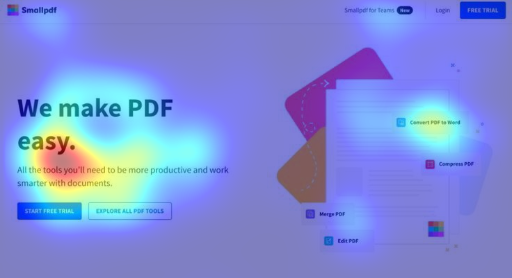 Smallpdf
Smallpdf for Teams New Login FREE TRIAL
We make PDF
easy.
All the tools you'll need to be more productive and work
smarter with documents.
START FREE TRIAL EXPLORE ALL PDF TOOLS
Convert PDF to Word
Compress PDF
Merge PDF
Edit PDF